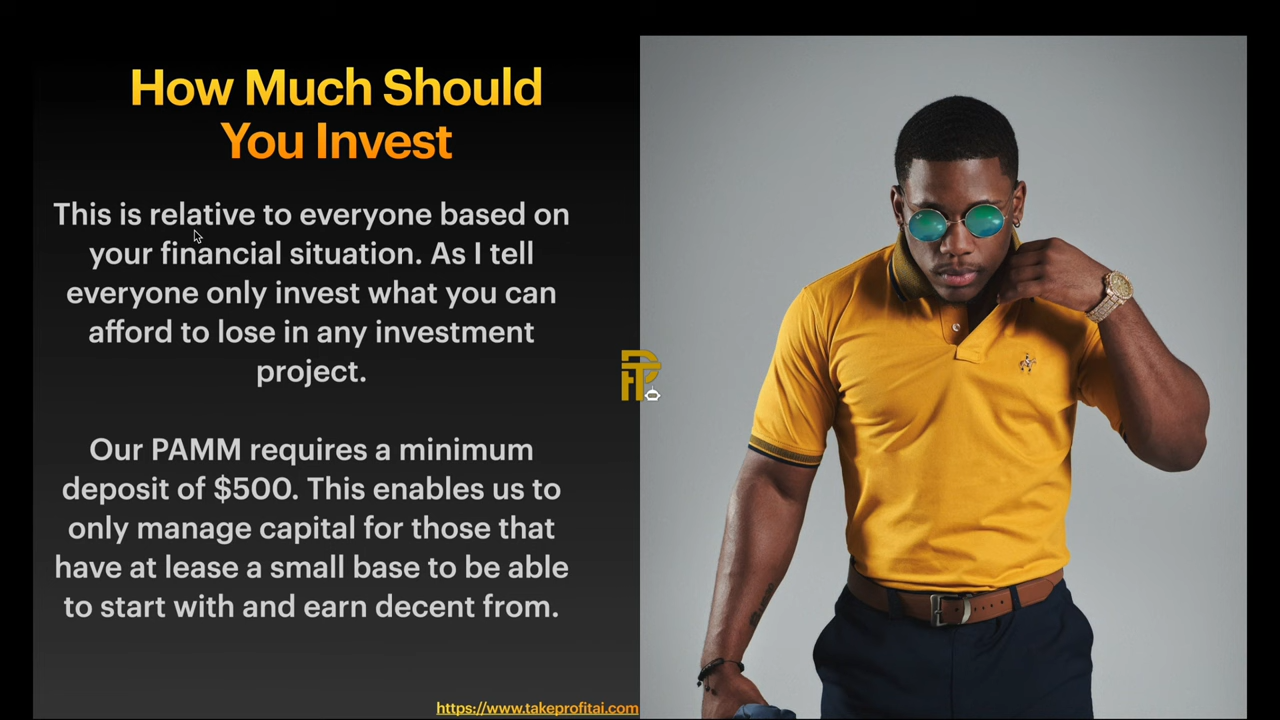 How Much Should
You Invest
This is relative to everyone based on
your financial situation. As I tell
everyone only invest what you can
afford to lose in any investment
project.
Our PAMM requires a minimum
deposit of $500. This enables us to
only manage capital for those that
have at lease a small base to be able
to start with and earn decent from.
https://www.takeprofitai.com